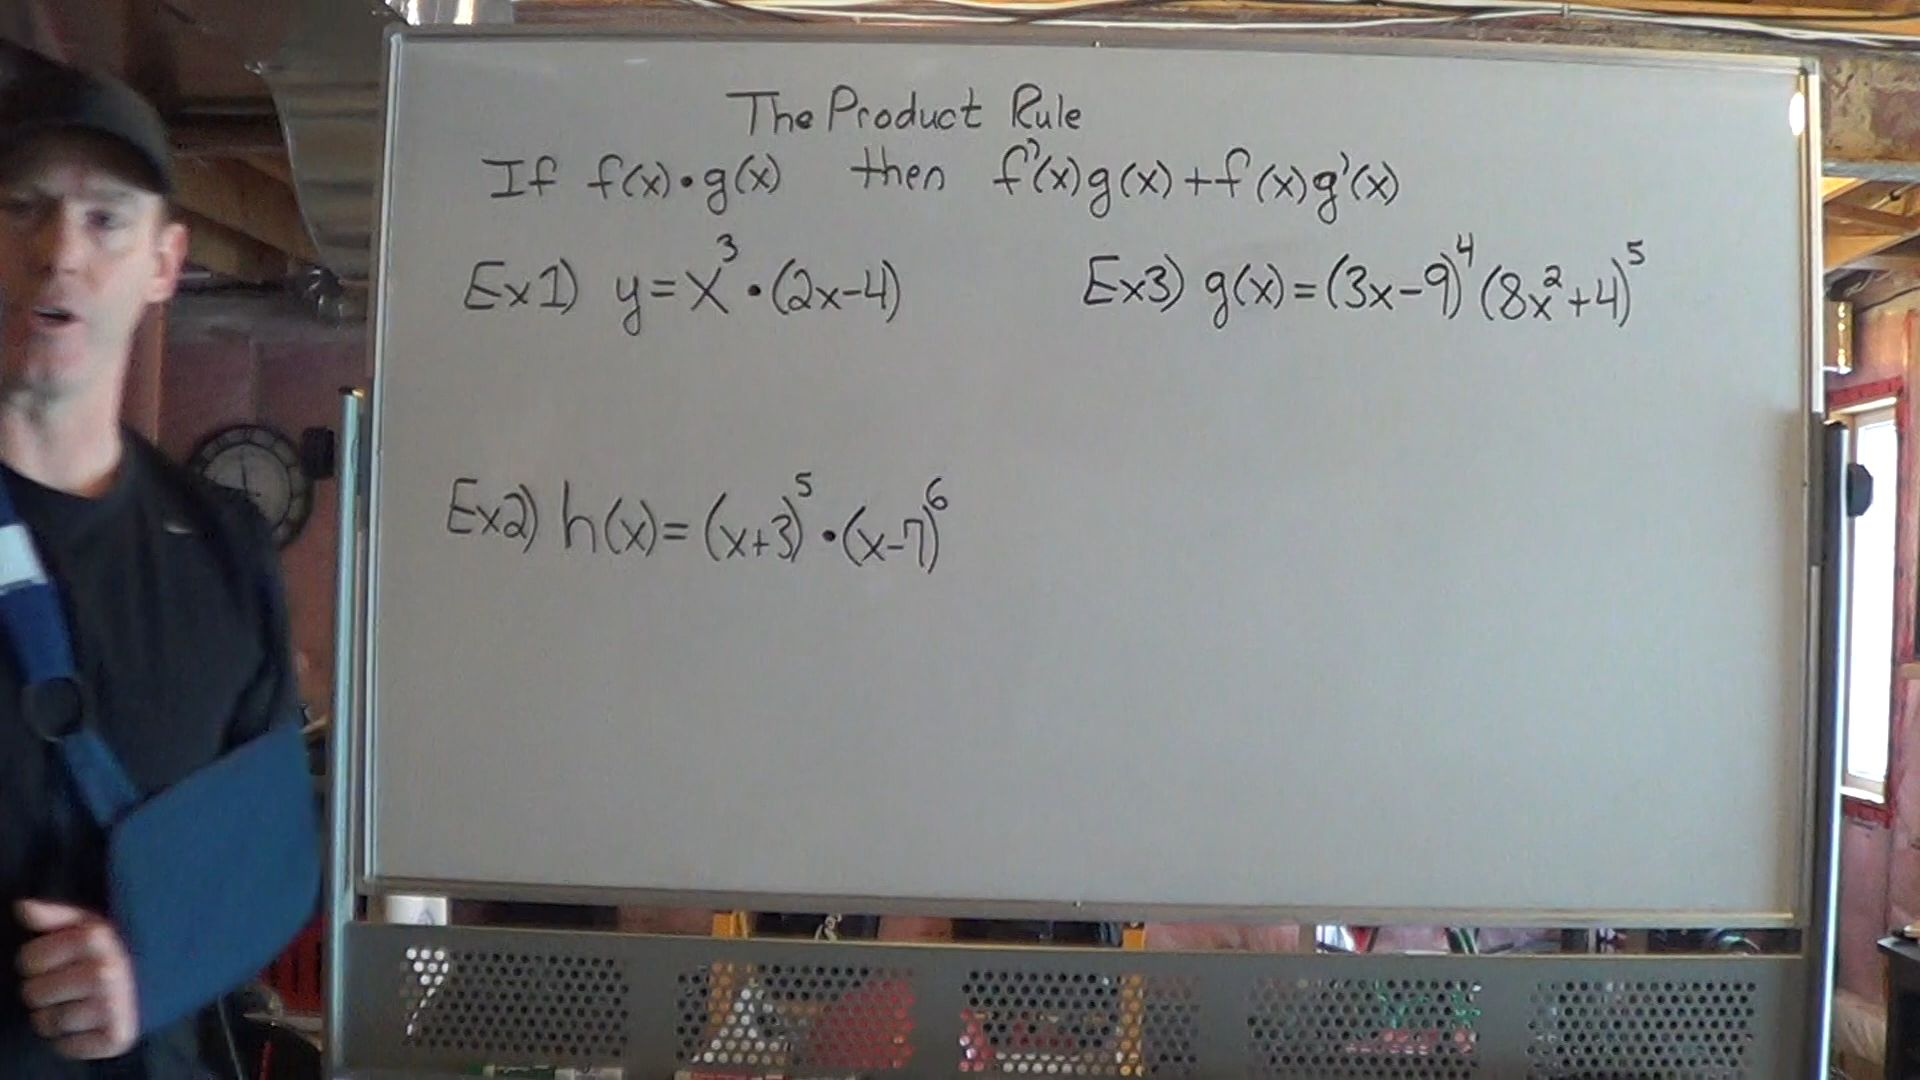 The Product Rule
If f(x)·g(x) then f'(x)g(x)+f(x)g'(x)
Ex1) y=x³·(2x-4)
Ex3) g(x)=(3x-9)⁴(8x²+4)⁵
Ex2) h(x)=(x+3)⁵·(x-7)⁶